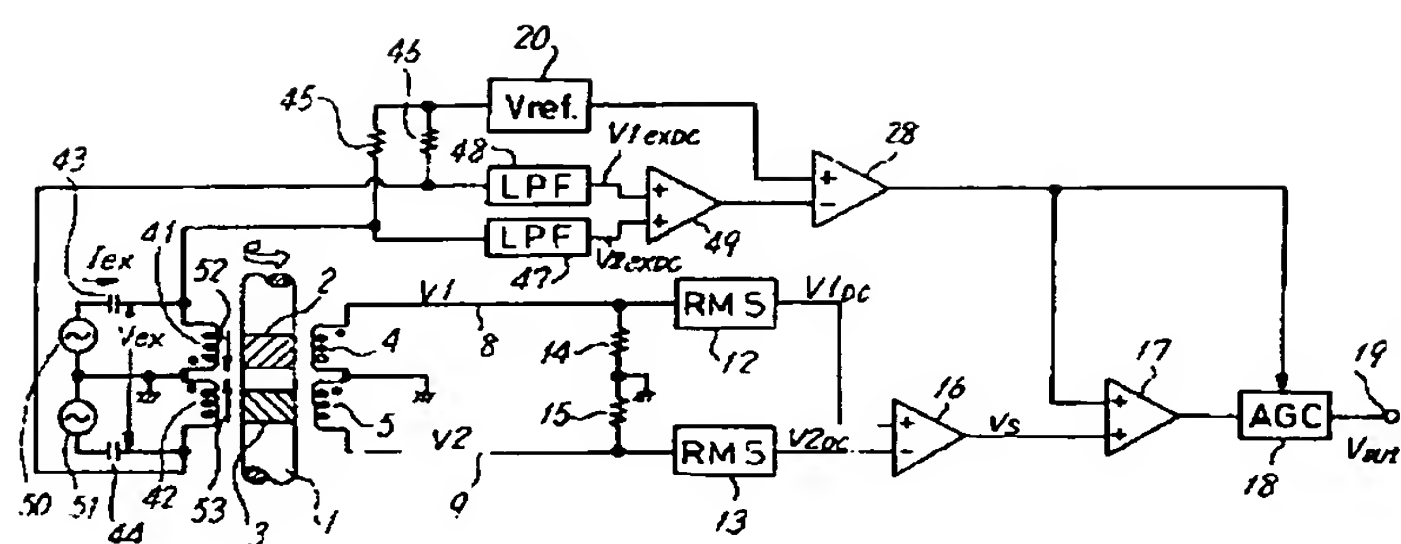 20
46
45
Vref.
V1exDC
28
43
48
LPF
+
+
+
-
49
LPF
V2exDC
47
41
Iex
52
2
V1
8
4
RMS
V1DC
12
14
17
19
Vex
+
+
AGC
Vout
18
15
16
+
-
Vs
5
V2
9
RMS
V2DC
13
50
51
44
42
53
3
1